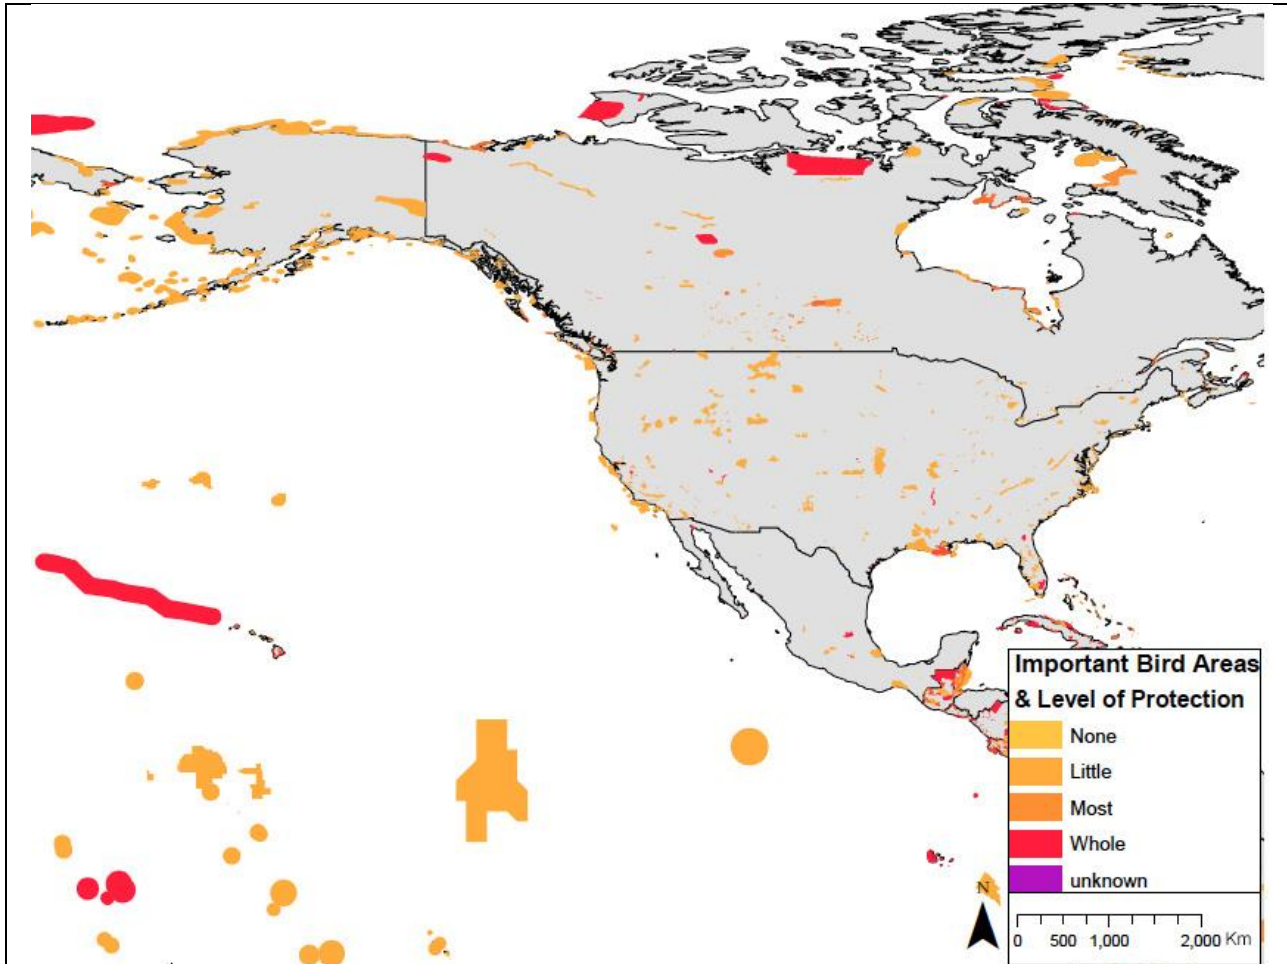 Important Bird Areas
& Level of Protection
None
Little
Most
Whole
unknown
N
0 500 1,000 2,000 Km